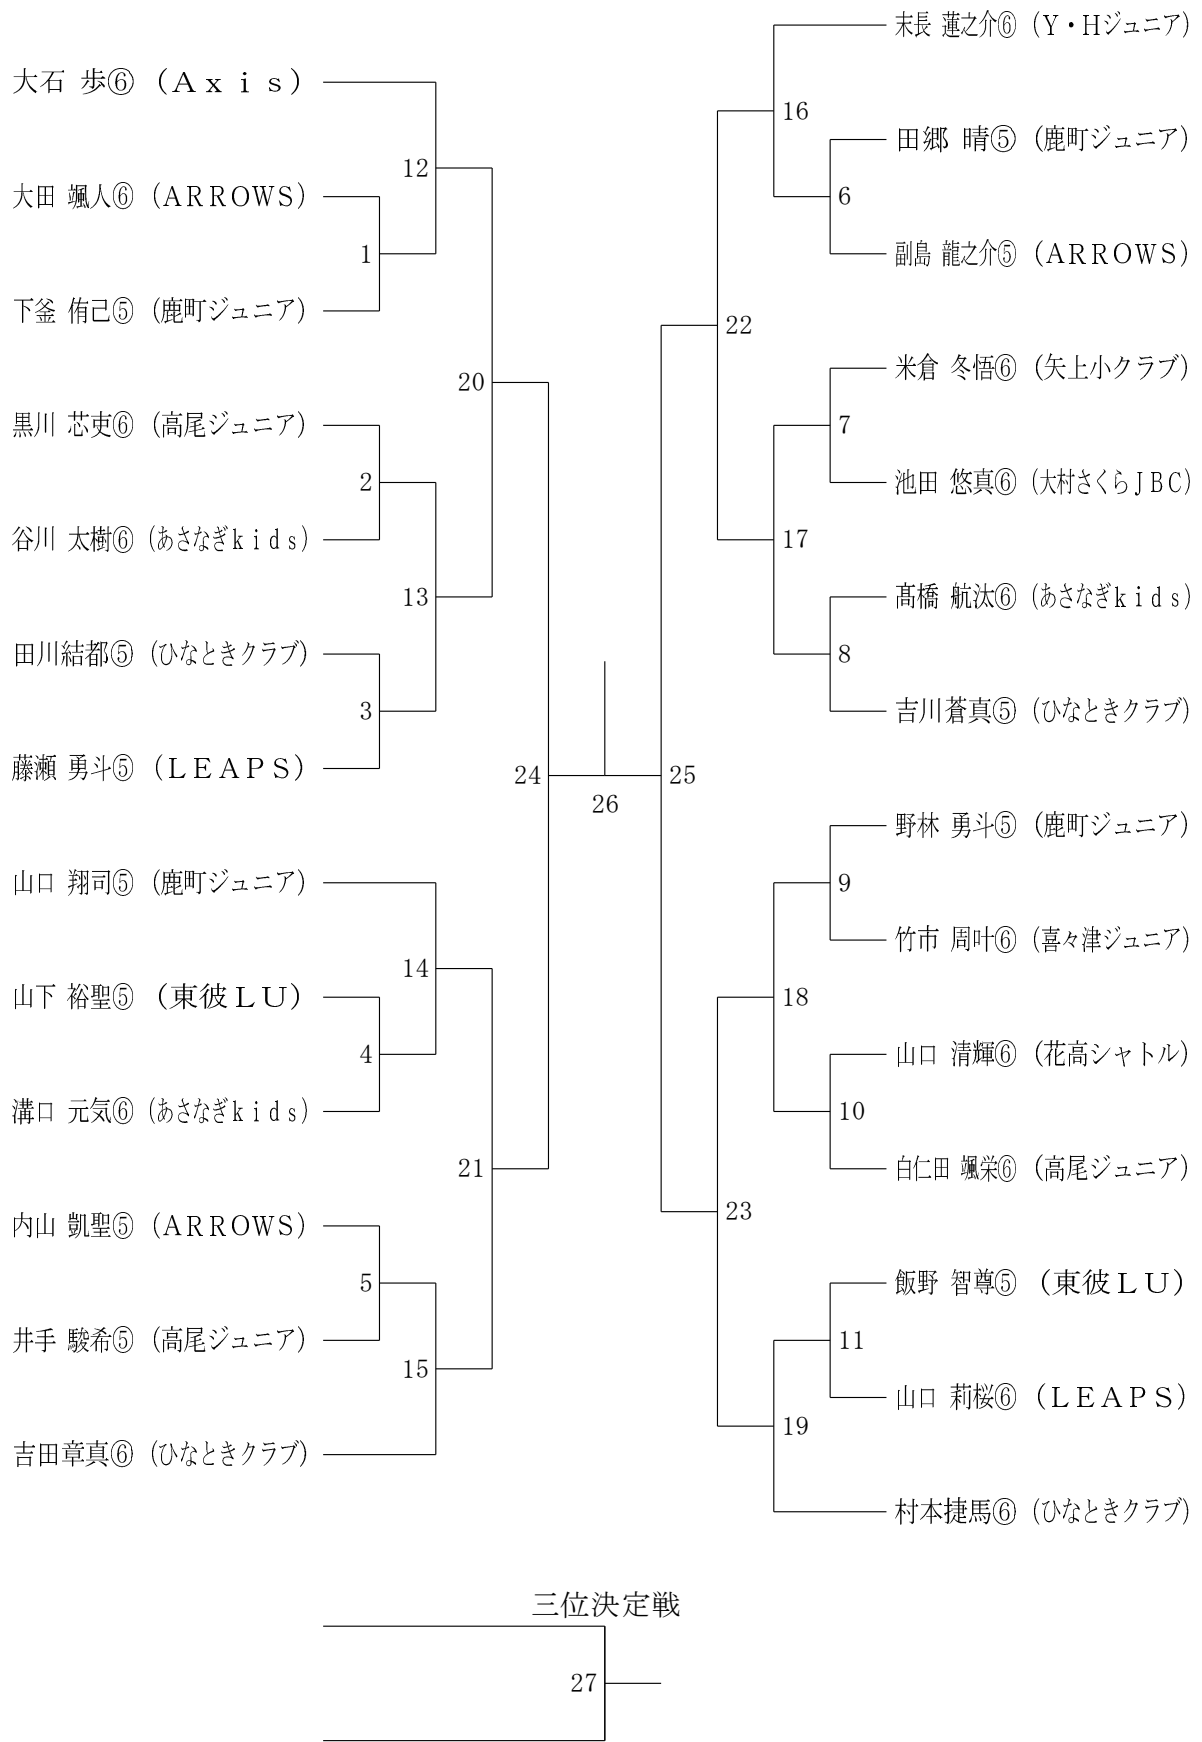 大石 歩⑥（Ａｘｉｓ）
12
大田 颯人⑥（ＡＲＲＯＷＳ）
1
下釜 侑己⑤（鹿町ジュニア）
20
黒川 芯吏⑥（高尾ジュニア）
2
谷川 太樹⑥（あさなぎｋｉｄｓ）
13
田川結都⑤（ひなときクラブ）
3
藤瀬 勇斗⑤（ＬＥＡＰＳ）
24
山口 翔司⑤（鹿町ジュニア）
14
山下 裕聖⑤（東彼ＬＵ）
4
溝口 元気⑥（あさなぎｋｉｄｓ）
21
内山 凱聖⑤（ＡＲＲＯＷＳ）
5
井手 駿希⑤（高尾ジュニア）
15
吉田章真⑥（ひなときクラブ）
26
末長 蓮之介⑥（Ｙ・Ｈジュニア）
16
田郷 晴⑤（鹿町ジュニア）
6
副島 龍之介⑤（ＡＲＲＯＷＳ）
22
米倉 冬悟⑥（矢上小クラブ）
7
池田 悠真⑥（大村さくらＪＢＣ）
17
髙橋 航汰⑥（あさなぎｋｉｄｓ）
8
吉川蒼真⑤（ひなときクラブ）
25
野林 勇斗⑤（鹿町ジュニア）
9
竹市 周叶⑥（喜々津ジュニア）
18
山口 清輝⑥（花高シャトル）
10
白仁田 颯栄⑥（高尾ジュニア）
23
飯野 智尊⑤（東彼ＬＵ）
11
山口 莉桜⑥（ＬＥＡＰＳ）
19
村本捷馬⑥（ひなときクラブ）
三位決定戦
27